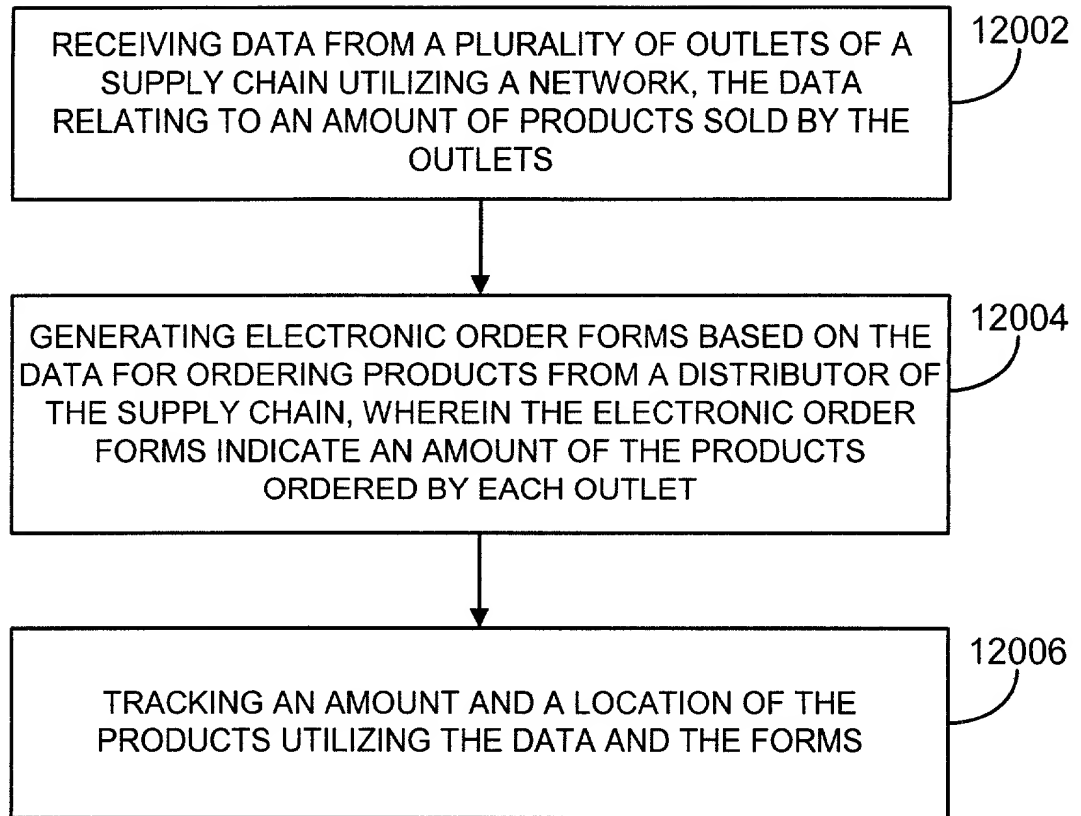 RECEIVING DATA FROM A PLURALITY OF OUTLETS OF A
SUPPLY CHAIN UTILIZING A NETWORK, THE DATA
RELATING TO AN AMOUNT OF PRODUCTS SOLD BY THE
OUTLETS
12002
GENERATING ELECTRONIC ORDER FORMS BASED ON THE
DATA FOR ORDERING PRODUCTS FROM A DISTRIBUTOR OF
THE SUPPLY CHAIN, WHEREIN THE ELECTRONIC ORDER
FORMS INDICATE AN AMOUNT OF THE PRODUCTS
ORDERED BY EACH OUTLET
12004
TRACKING AN AMOUNT AND A LOCATION OF THE
PRODUCTS UTILIZING THE DATA AND THE FORMS
12006